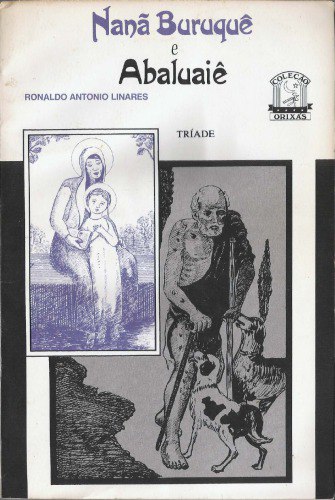 Nanã Buruquê
e
Abaluaiê
RONALDO ANTONIO LINARES
COLEÇÃO
ORIXÁS
TRÍADE